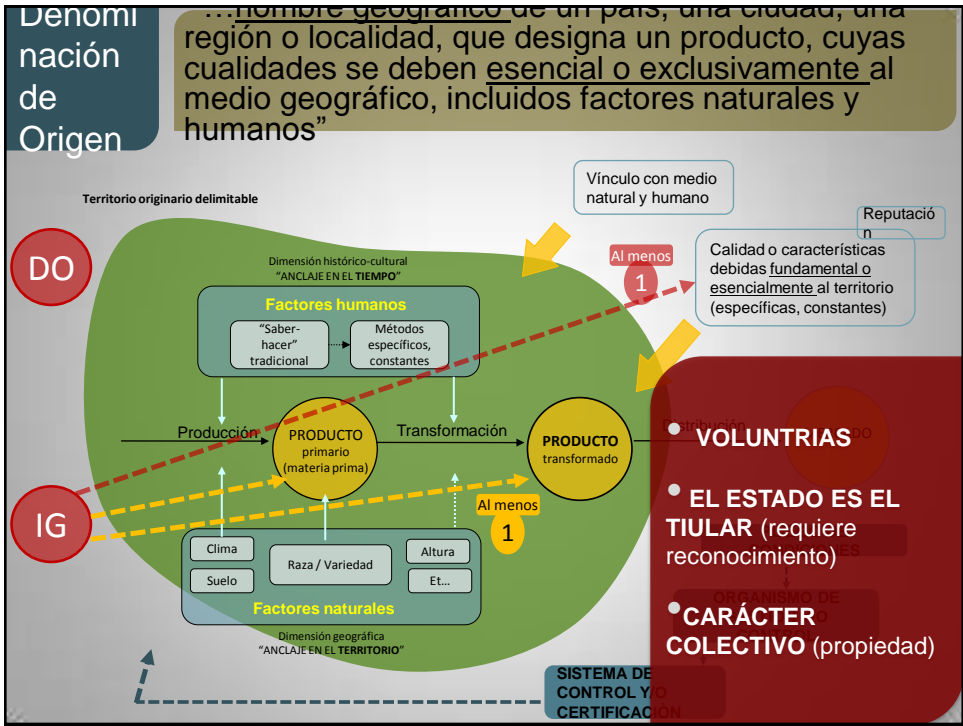 Denomi
nación
de
Origen
“…nombre geográfico de un país, una ciudad, una
región o localidad, que designa un producto, cuyas
cualidades se deben esencial o exclusivamente al
medio geográfico, incluidos factores naturales y
humanos”
Territorio originario delimitable
Vínculo con medio
natural y humano
Reputació
n
DO
Dimensión histórico-cultural
“ANCLAJE EN EL TIEMPO”
Al menos
1
Calidad o características
debidas fundamental o
esencialmente al territorio
(específicas, constantes)
Factores humanos
“Saber-
hacer”
tradicional
Métodos
específicos,
constantes
Producción
PRODUCTO
primario
(materia prima)
Transformación
PRODUCTO
transformado
Distribución
IG
Al menos
1
Clima
Suelo
Raza / Variedad
Altura
Et…
Factores naturales
Dimensión geográfica
“ANCLAJE EN EL TERRITORIO”
• VOLUNTRIAS
• EL ESTADO ES EL
TIULAR (requiere
reconocimiento)
• CARÁCTER
COLECTIVO (propiedad)
ORGANISMO DE
SISTEMA DE
CONTROL Y/O
CERTIFICACIÓN